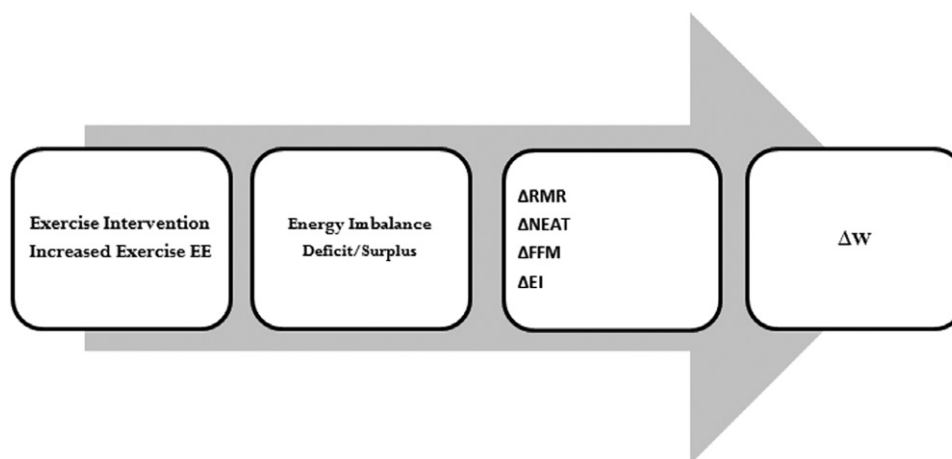 Exercise Intervention
Increased Exercise EE
Energy Imbalance
Deficit/Surplus
ΔRMR
ΔNEAT
ΔFFM
ΔEI
ΔW